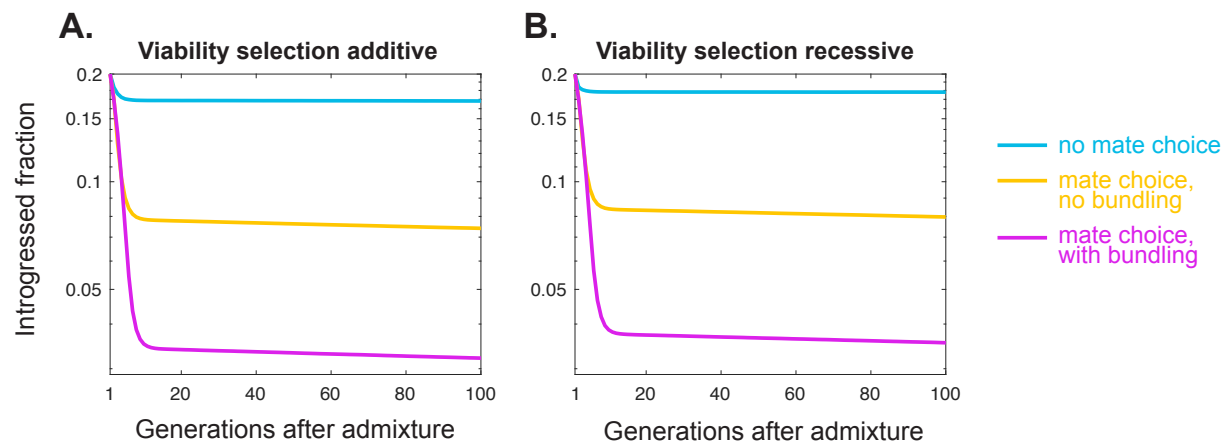 A.
Viability selection additive
Introgressed fraction
0.2
0.15
0.1
0.05
1
20
40
60
80
100
Generations after admixture
B.
Viability selection recessive
0.2
0.15
0.1
0.05
1
20
40
60
80
100
Generations after admixture
no mate choice
mate choice,
no bundling
mate choice,
with bundling